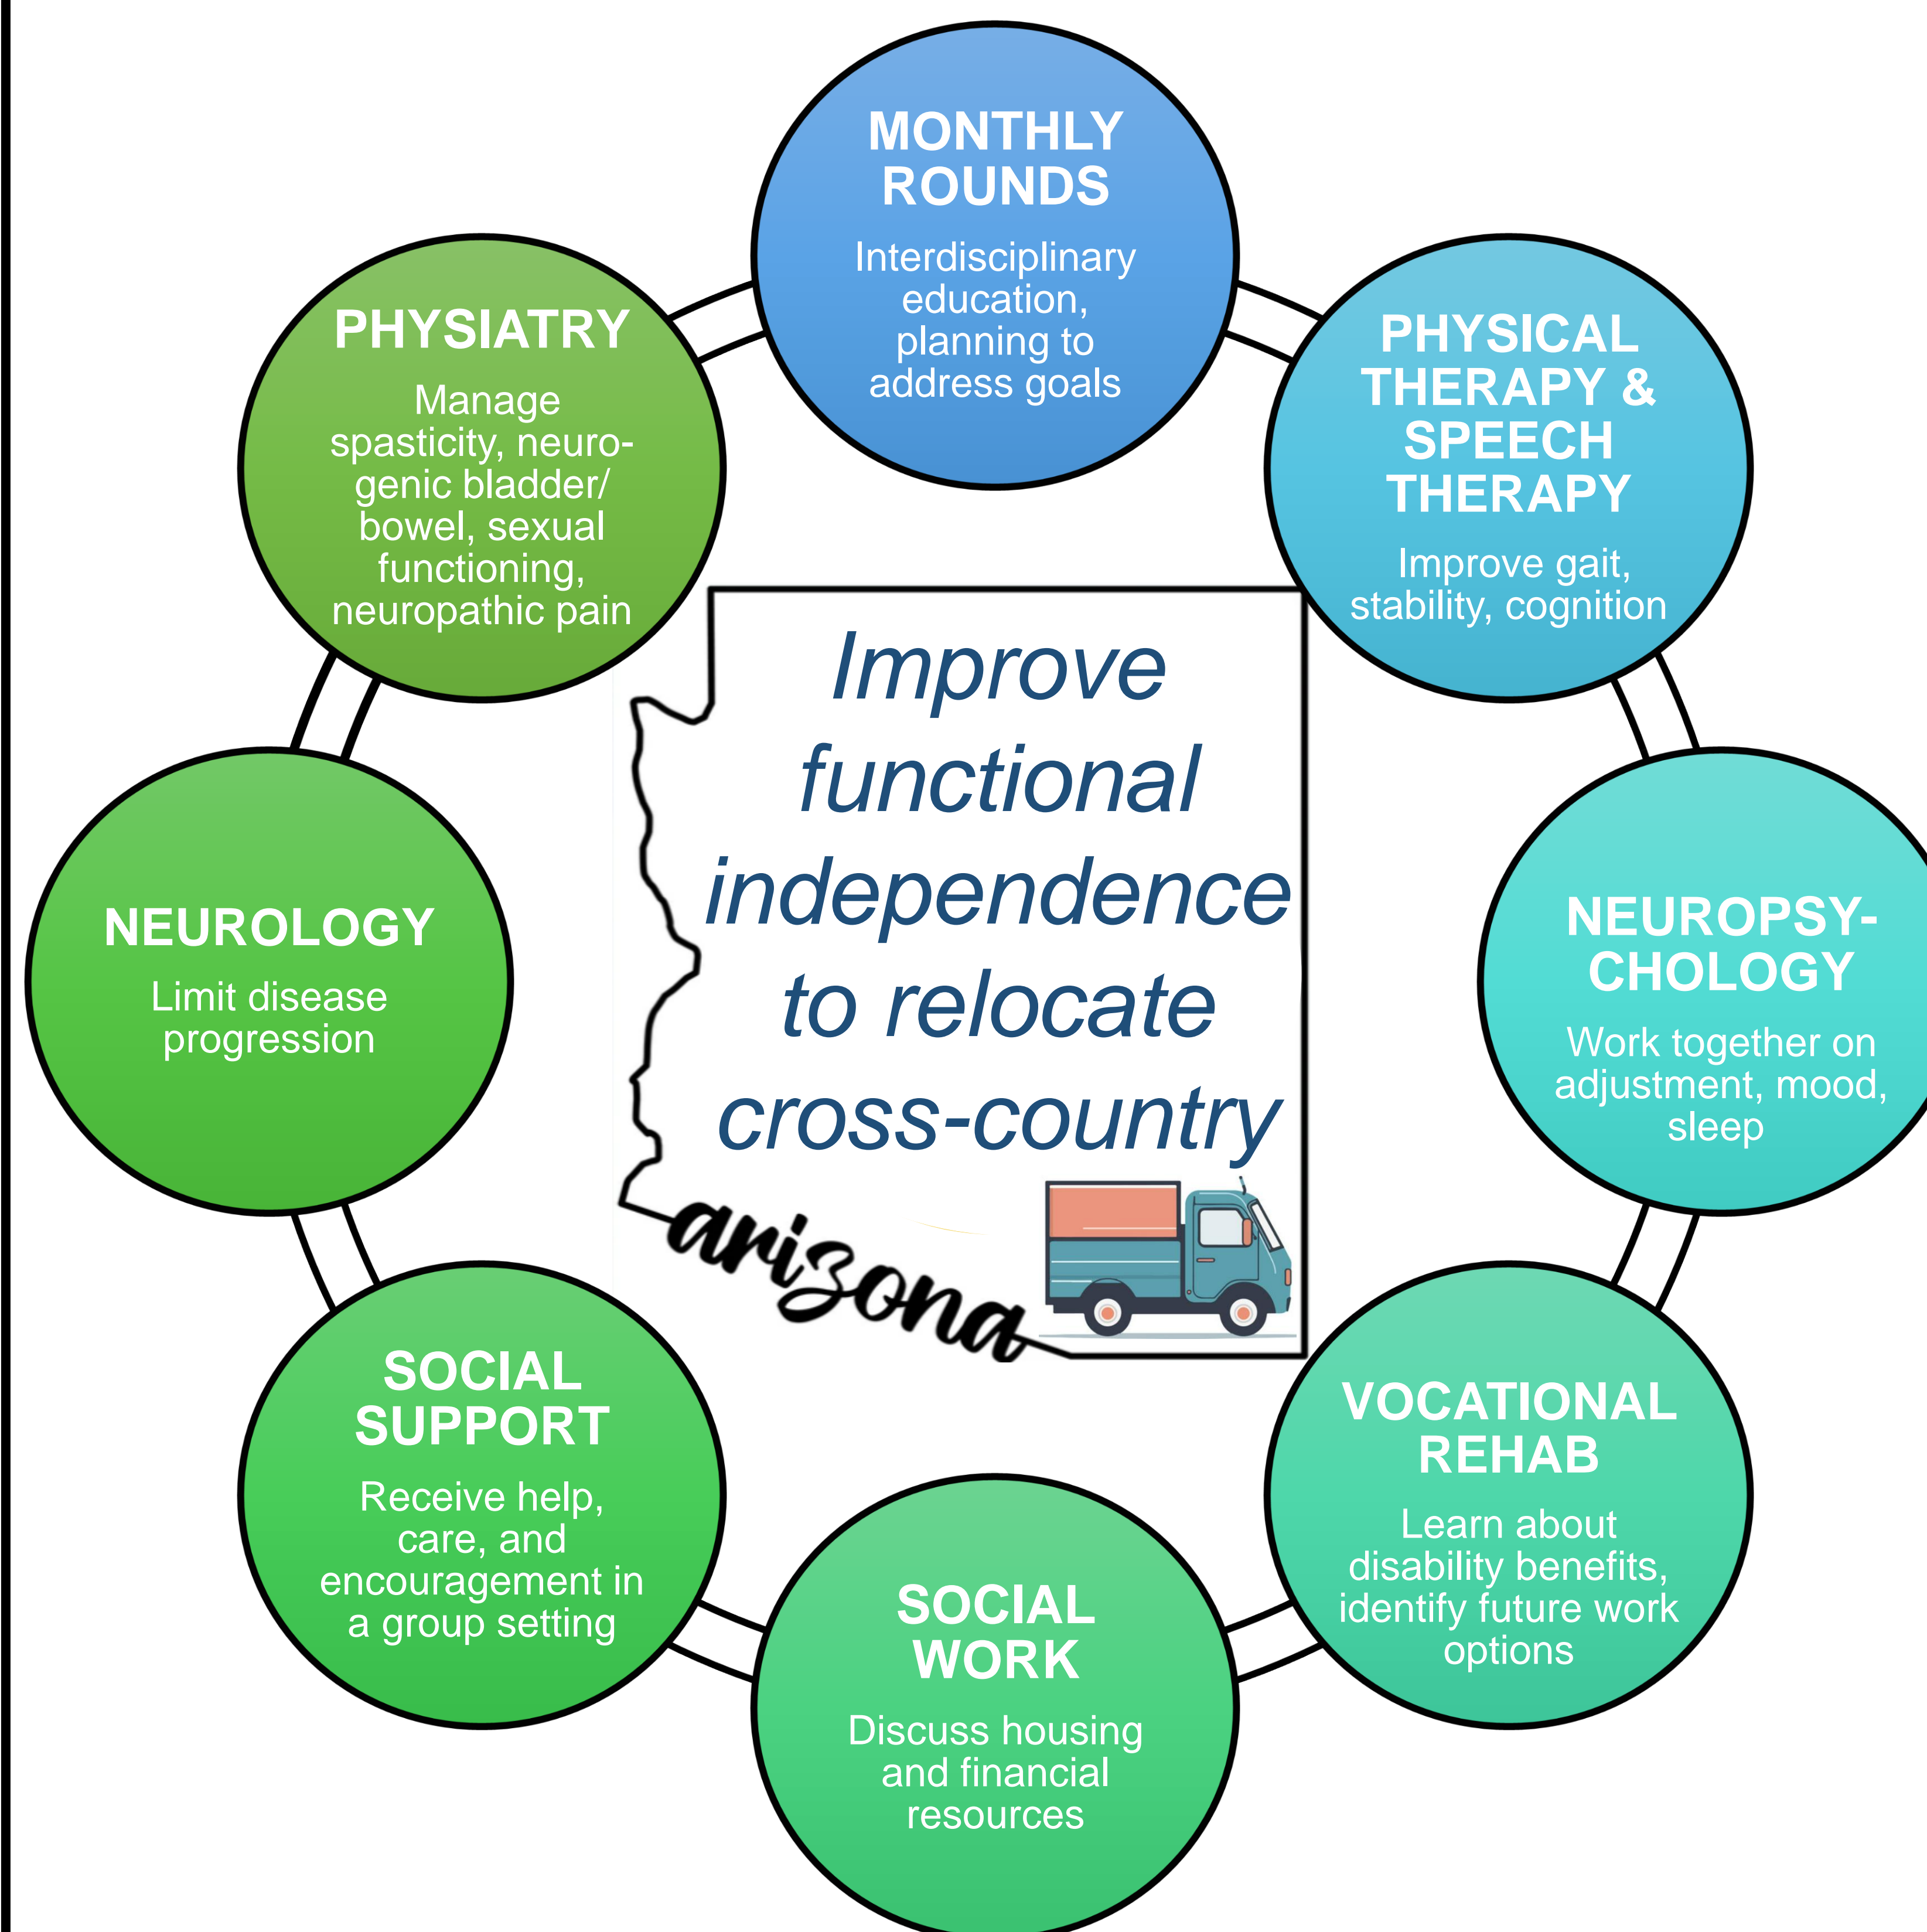 MONTHLY
ROUNDS
Interdisciplinary
education,
planning to
address goals
PHYSICAL
THERAPY &
SPEECH
THERAPY
Improve gait,
stability, cognition
NEUROPSY-
CHOLOGY
Work together on
adjustment, mood,
sleep
VOCATIONAL
REHAB
Learn about
disability benefits,
identify future work
options
SOCIAL
WORK
Discuss housing
and financial
resources
SOCIAL
SUPPORT
Receive help,
care, and
encouragement in
a group setting
NEUROLOGY
Limit disease
progression
PHYSIATRY
Manage
spasticity, neuro-
genic bladder/
bowel, sexual
functioning,
neuropathic pain
Improve
functional
independence
to relocate
cross-country
arizona